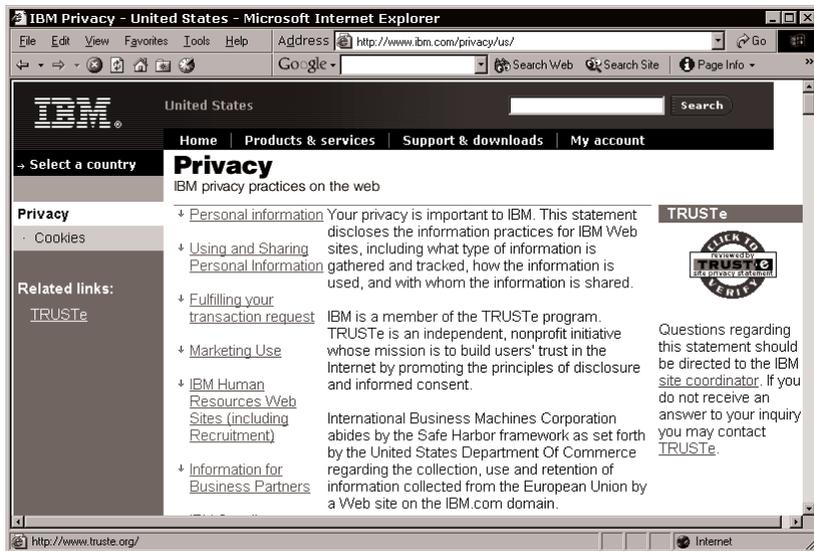 IBM Privacy - United States - Microsoft Internet Explorer
File Edit View Favorites Tools Help Address http://www.ibm.com/privacy/us/ Go
Google Search Web Search Site Page Info »
IBM®
United States
Search
Home | Products & services | Support & downloads | My account
→ Select a country
Privacy
IBM privacy practices on the web
Privacy
· Cookies
Related links:
TRUSTe
Personal information
Using and Sharing
Personal Information
Fulfilling your
transaction request
Marketing Use
IBM Human
Resources Web
Sites (including
Recruitment)
Information for
Business Partners
Your privacy is important to IBM. This statement
discloses the information practices for IBM Web
sites, including what type of information is
gathered and tracked, how the information is
used, and with whom the information is shared.
IBM is a member of the TRUSTe program.
TRUSTe is an independent, nonprofit initiative
whose mission is to build users' trust in the
Internet by promoting the principles of disclosure
and informed consent.
International Business Machines Corporation
abides by the Safe Harbor framework as set forth
by the United States Department Of Commerce
regarding the collection, use and retention of
information collected from the European Union by
a Web site on the IBM.com domain.
TRUSTe
CLICK TO
reviewed by
TRUST·e
site privacy statement
VERIFY
Questions regarding
this statement should
be directed to the IBM
site coordinator. If you
do not receive an
answer to your inquiry
you may contact
TRUSTe.
http://www.truste.org/ Internet